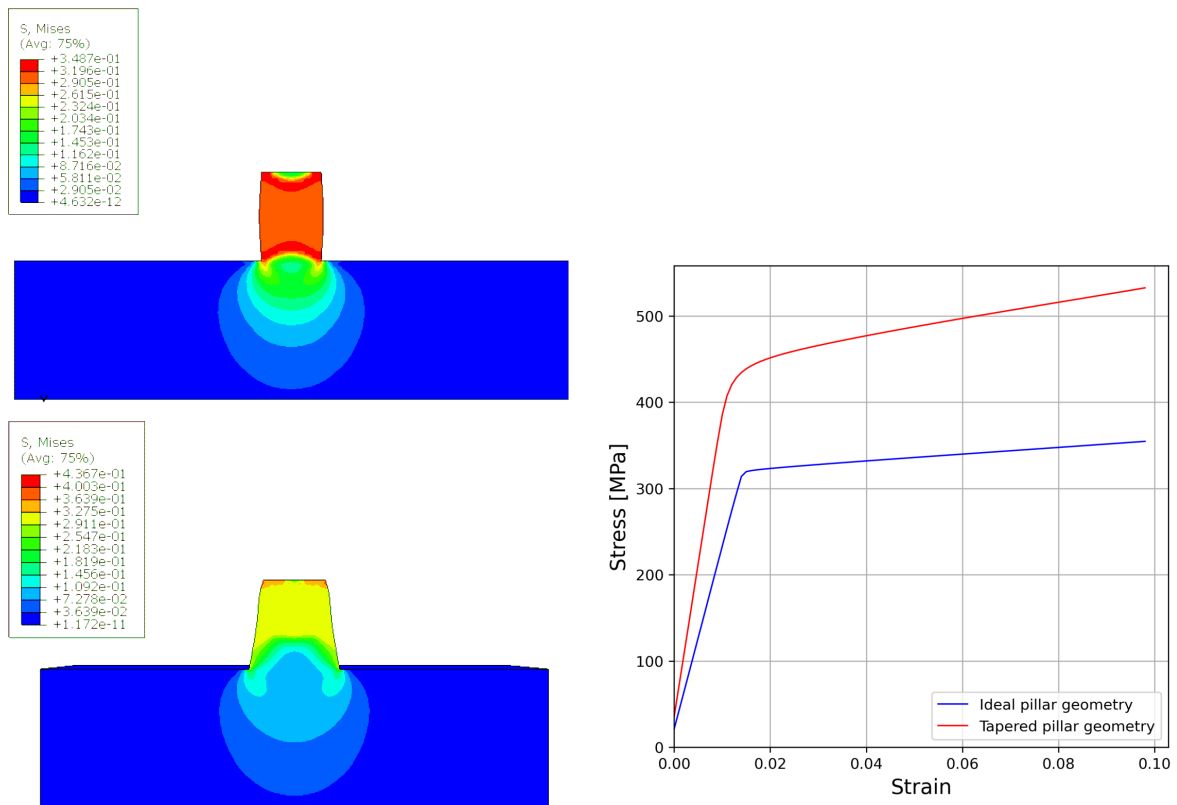 S, Mises
(Avg: 75%)
+3.487e-01
+3.196e-01
+2.905e-01
+2.615e-01
+2.324e-01
+2.034e-01
+1.743e-01
+1.453e-01
+1.162e-01
+8.716e-02
+5.811e-02
+2.905e-02
+4.632e-12
Y
S, Mises
(Avg: 75%)
+4.367e-01
+4.003e-01
+3.639e-01
+3.275e-01
+2.911e-01
+2.547e-01
+2.183e-01
+1.819e-01
+1.456e-01
+1.092e-01
+7.278e-02
+3.639e-02
+1.172e-11
Stress [MPa]
500
400
300
200
100
0
Ideal pillar geometry
Tapered pillar geometry
0.00 0.02 0.04 0.06 0.08 0.10
Strain